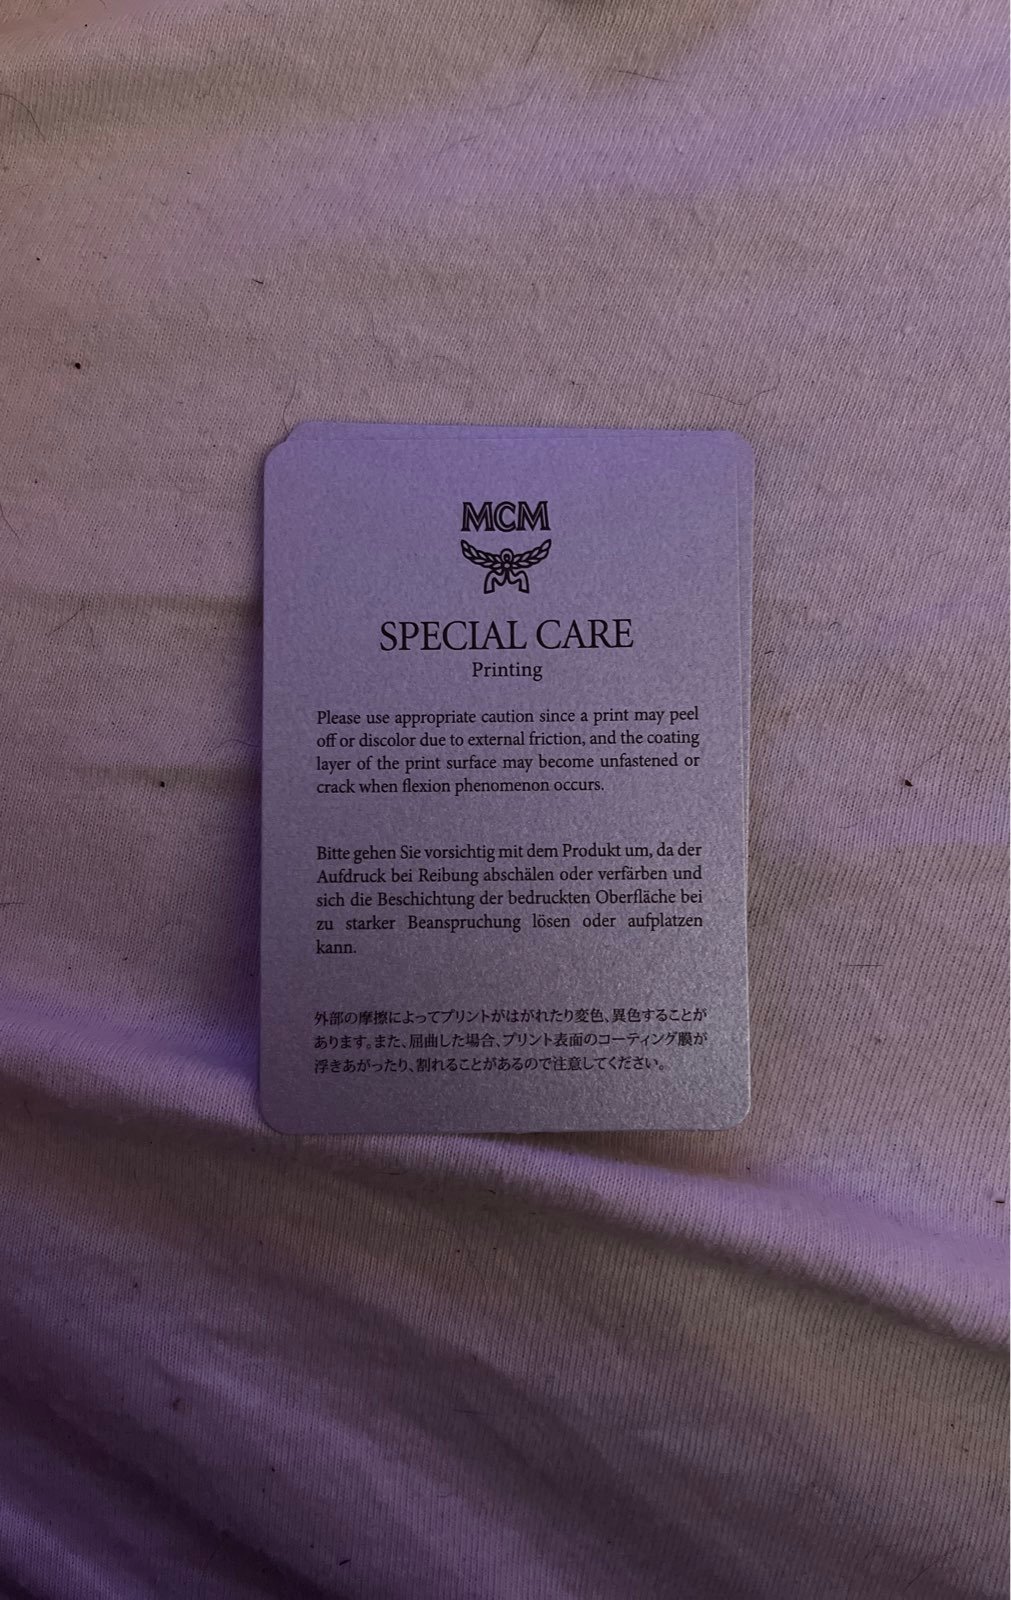 MCM
SPECIAL CARE
Printing
Please use appropriate caution since a print may peel
off or discolor due to external friction, and the coating
layer of the print surface may become unfastened or
crack when flexion phenomenon occurs.
Bitte gehen Sie vorsichtig mit dem Produkt um, da der
Aufdruck bei Reibung abschälen oder verfärben und
sich die Beschichtung der bedruckten Oberfläche bei
zu starker Beanspruchung lösen oder aufplatzen
kann.
外部の摩擦によってプリントがはがれたり変色、異色することが
あります。また、屈曲した場合、プリント表面のコーティング膜が
浮きあがったり、割れることがあるので注意してください。